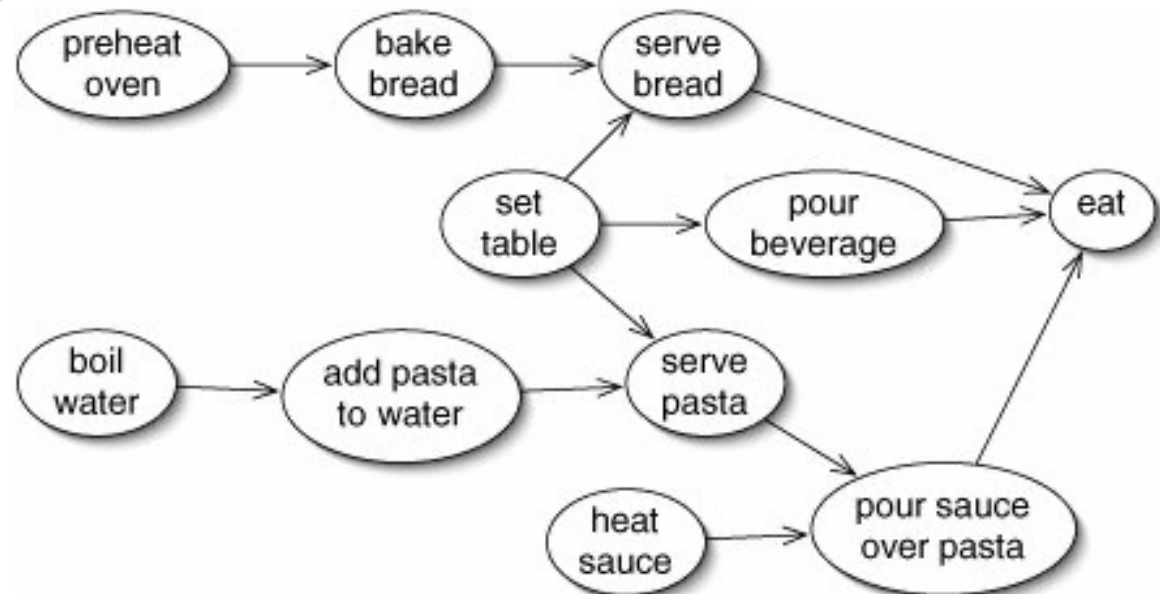 preheat
oven
bake
bread
serve
bread
set
table
pour
beverage
eat
boil
water
add pasta
to water
serve
pasta
heat
sauce
pour sauce
over pasta